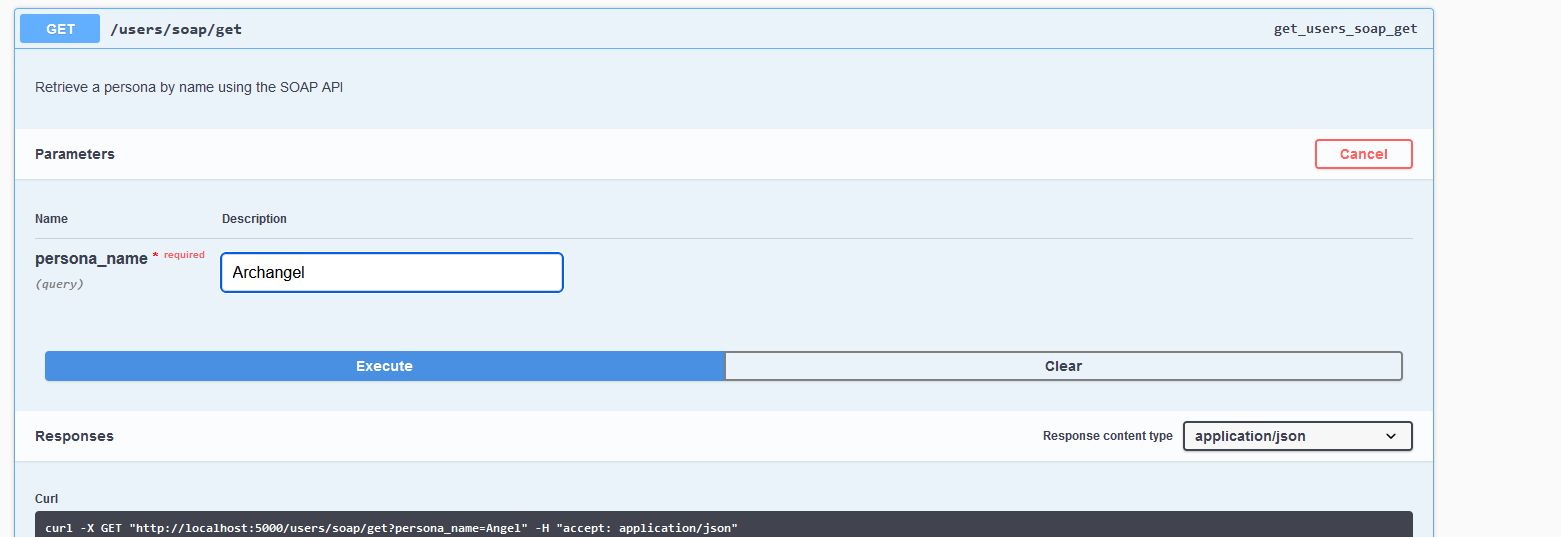 GET /users/soap/get get_users_soap_get
Retrieve a persona by name using the SOAP API
Parameters Cancel
Name Description
persona_name * required Archangel
(query)
Execute Clear
Responses Response content type application/json
Curl
curl -X GET "http://localhost:5000/users/soap/get?persona_name=Angel" -H "accept: application/json"